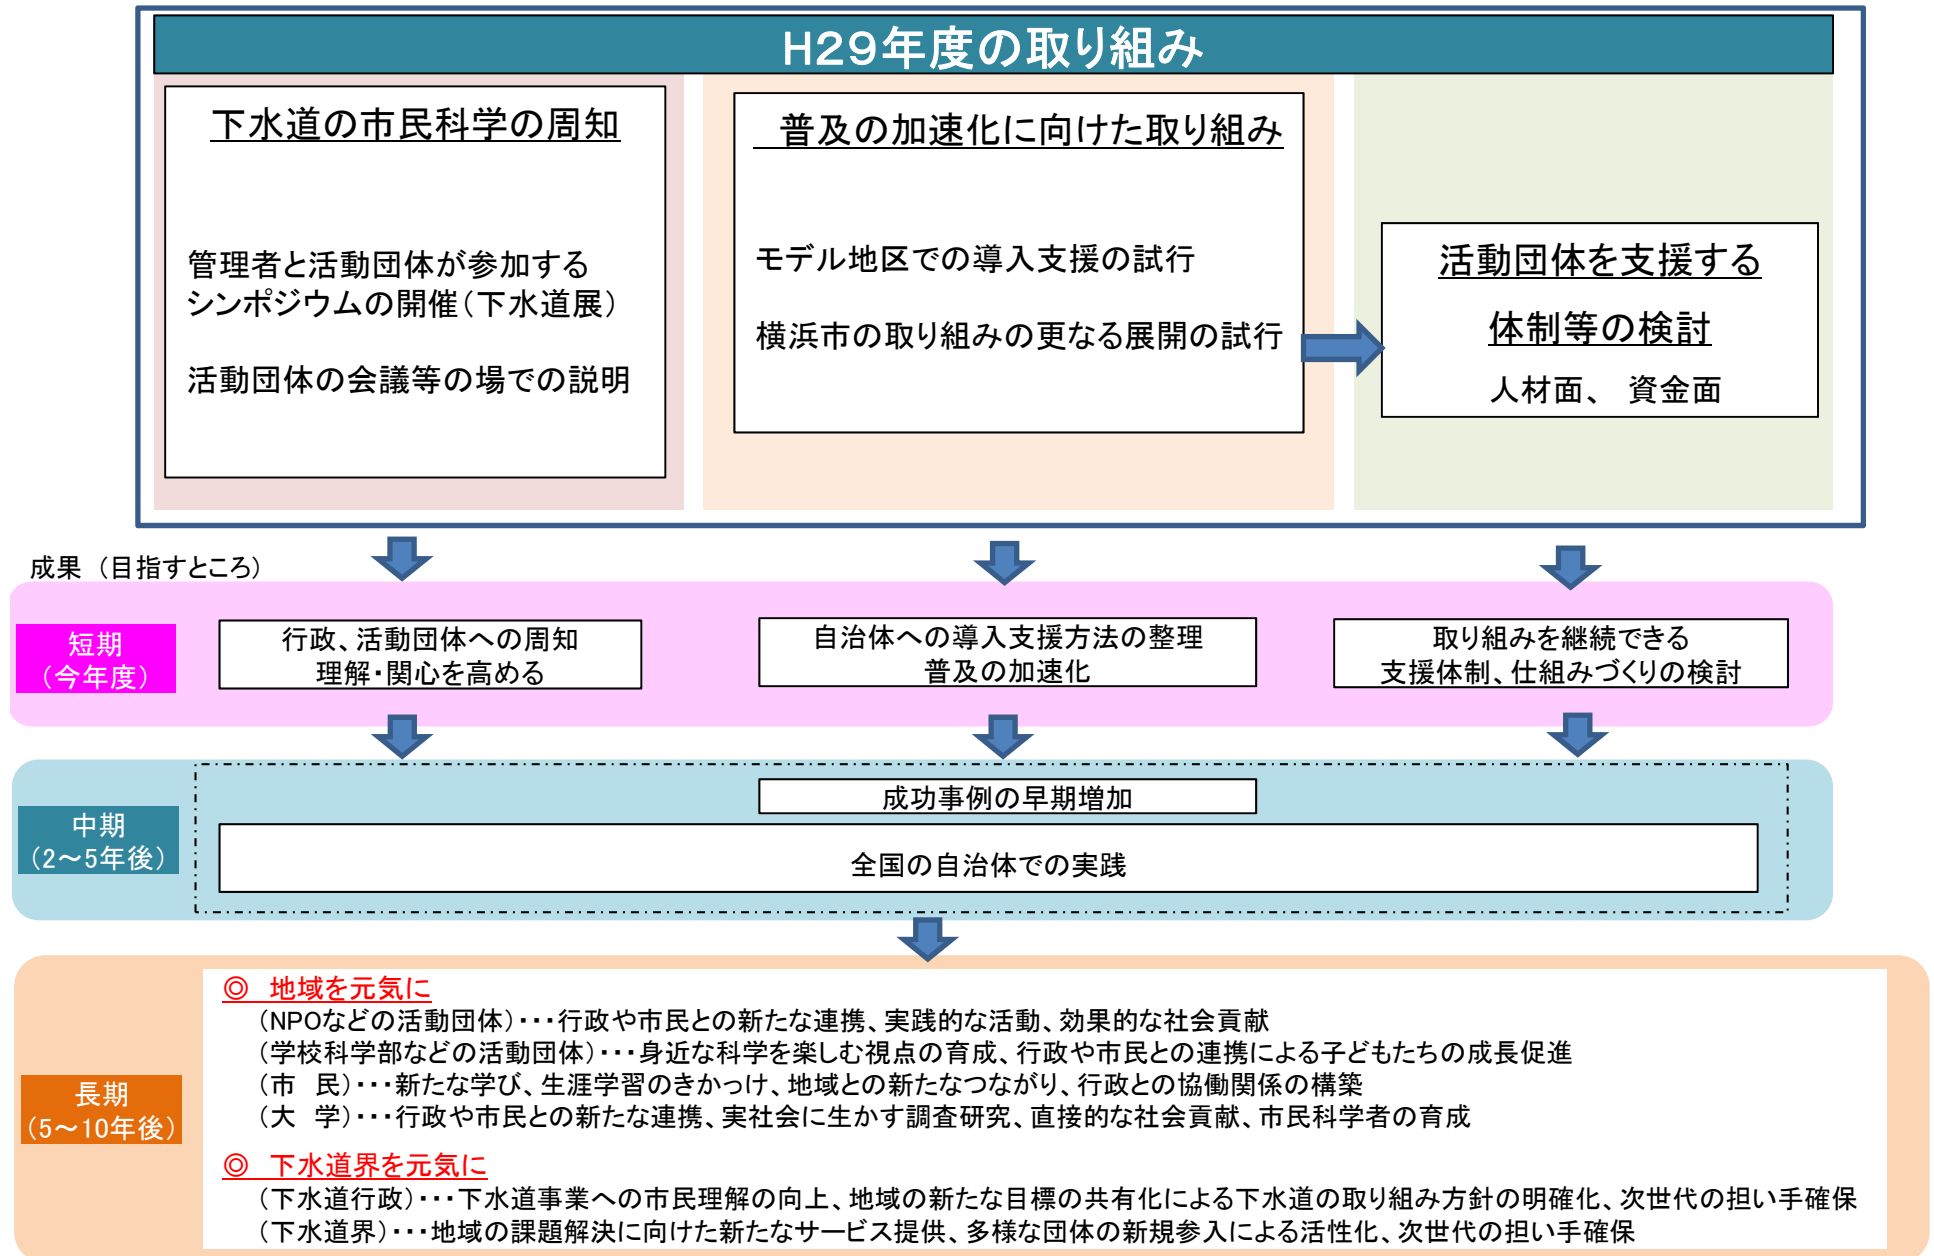 H29年度の取り組み
下水道の市民科学の周知
管理者と活動団体が参加する
シンポジウムの開催(下水道展)
活動団体の会議等の場での説明
普及の加速化に向けた取り組み
モデル地区での導入支援の試行
横浜市の取り組みの更なる展開の試行
活動団体を支援する
体制等の検討
人材面、 資金面
成果 (目指すところ)
短期
(今年度)
行政、活動団体への周知
理解・関心を高める
自治体への導入支援方法の整理
普及の加速化
取り組みを継続できる
支援体制、仕組みづくりの検討
中期
(2～5年後)
成功事例の早期増加
全国の自治体での実践
長期
(5～10年後)
◎ 地域を元気に
(NPOなどの活動団体)・・・行政や市民との新たな連携、実践的な活動、効果的な社会貢献
(学校科学部などの活動団体)・・・身近な科学を楽しむ視点の育成、行政や市民との連携による子どもたちの成長促進
(市 民)・・・新たな学び、生涯学習のきかっけ、地域との新たなつながり、行政との協働関係の構築
(大 学)・・・行政や市民との新たな連携、実社会に生かす調査研究、直接的な社会貢献、市民科学者の育成
◎ 下水道界を元気に
(下水道行政)・・・下水道事業への市民理解の向上、地域の新たな目標の共有化による下水道の取り組み方針の明確化、次世代の担い手確保
(下水道界)・・・地域の課題解決に向けた新たなサービス提供、多様な団体の新規参入による活性化、次世代の担い手確保